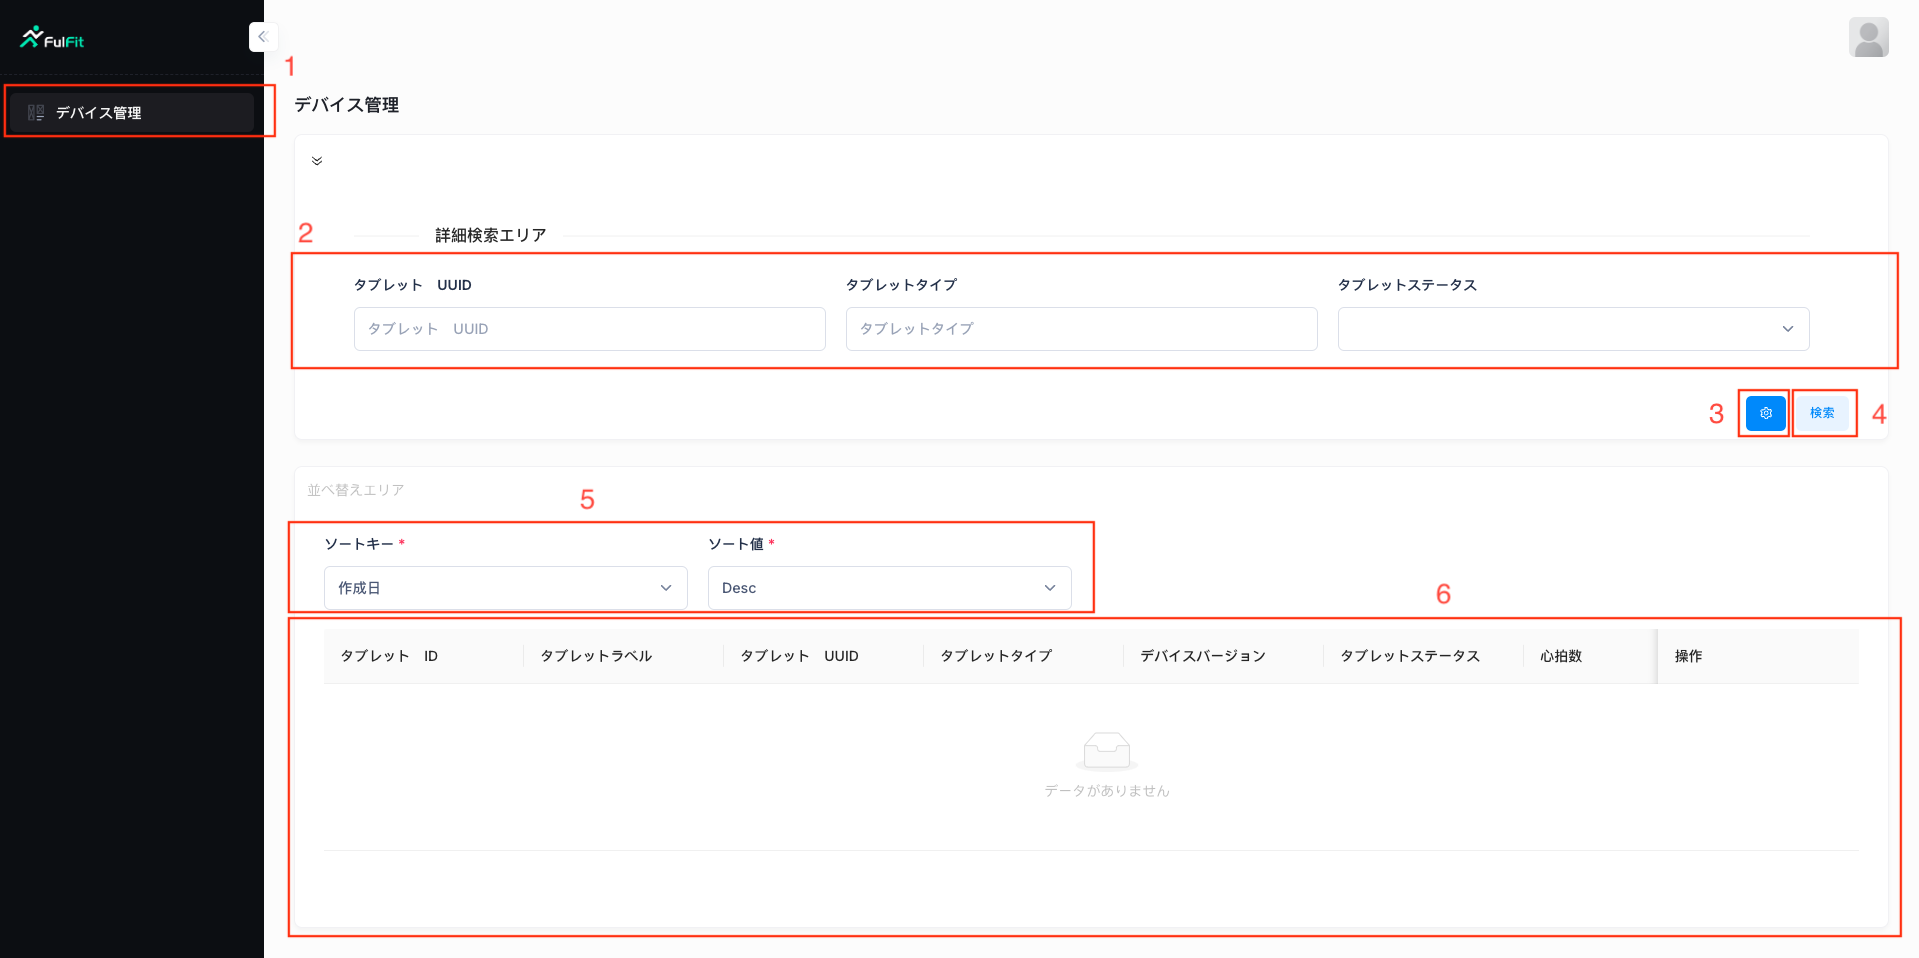 FulFit
1
デバイス管理
デバイス管理
2
詳細検索エリア
タブレット　UUID
タブレットタイプ
タブレットステータス
タブレット　UUID
タブレットタイプ
3
検索
4
並べ替えエリア
5
ソートキー *
ソート値 *
作成日
Desc
6
タブレット　ID
タブレットラベル
タブレット　UUID
タブレットタイプ
デバイスバージョン
タブレットステータス
心拍数
操作
データがありません